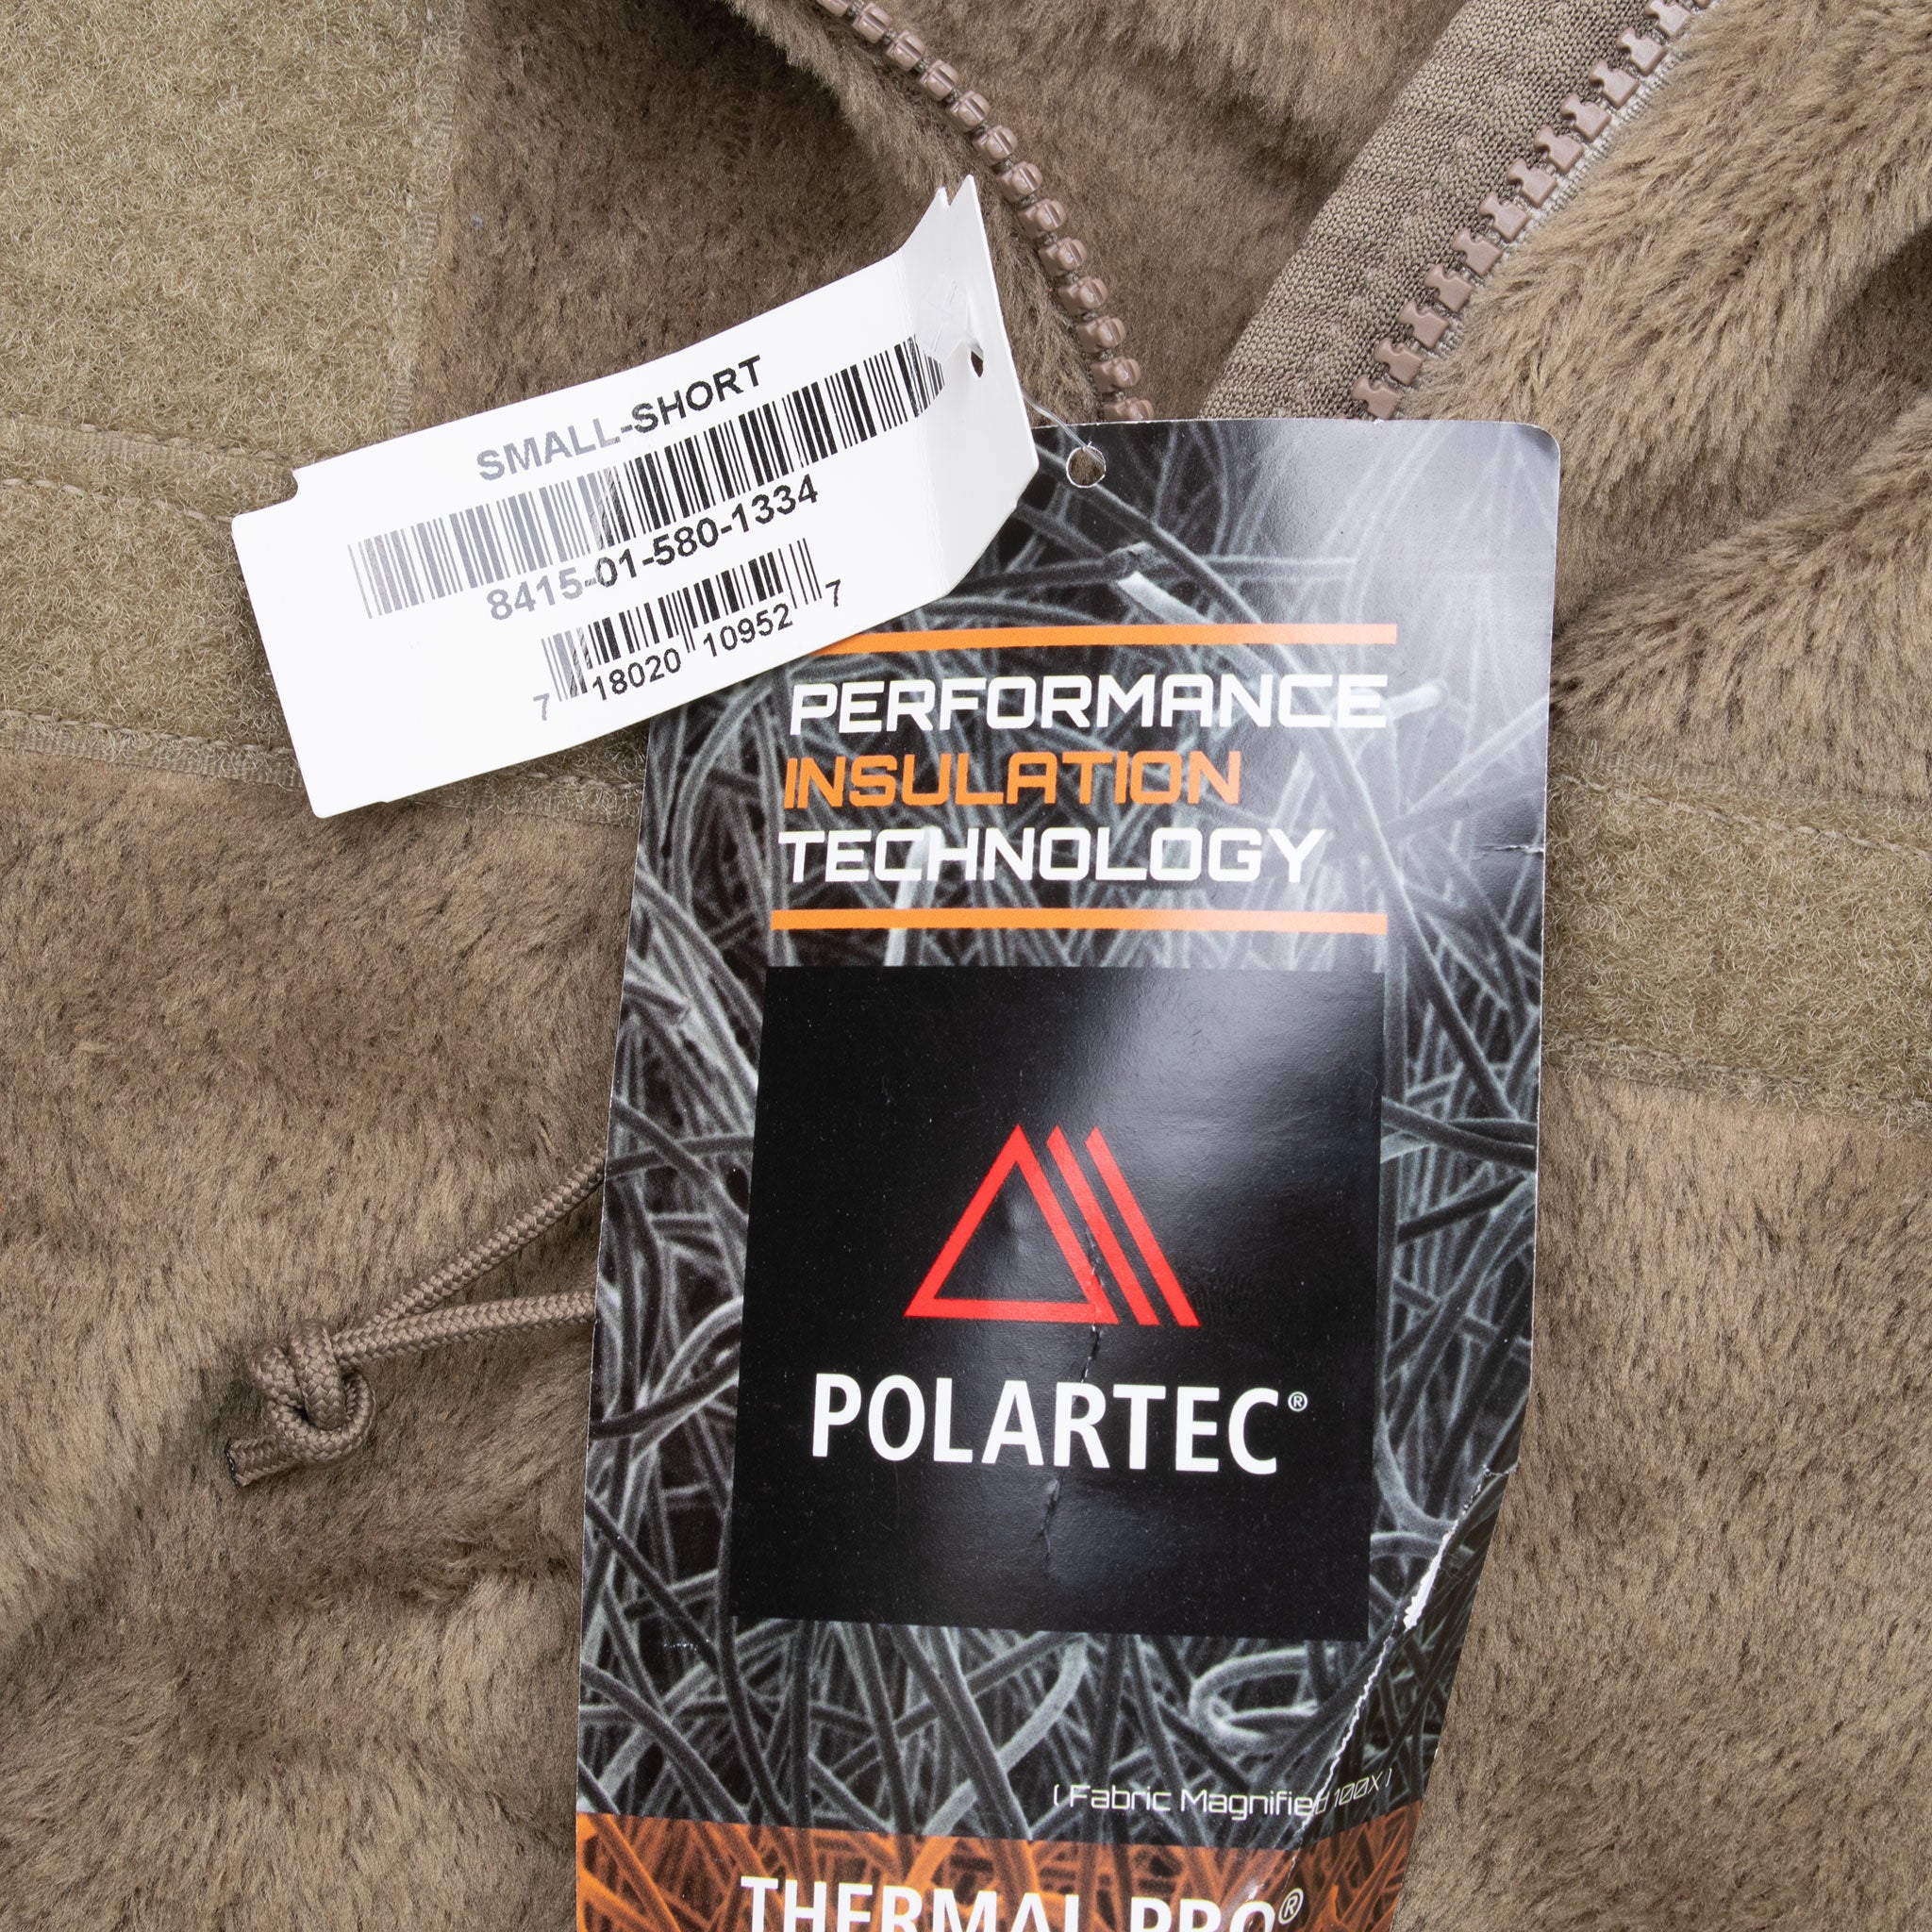 SMALL-SHORT
8415-01-580-1334
7 18020 10952 7
PERFORMANCE
INSULATION
TECHNOLOGY
POLARTEC®
( Fabric Magnified 100X )
THERMAL PRO®